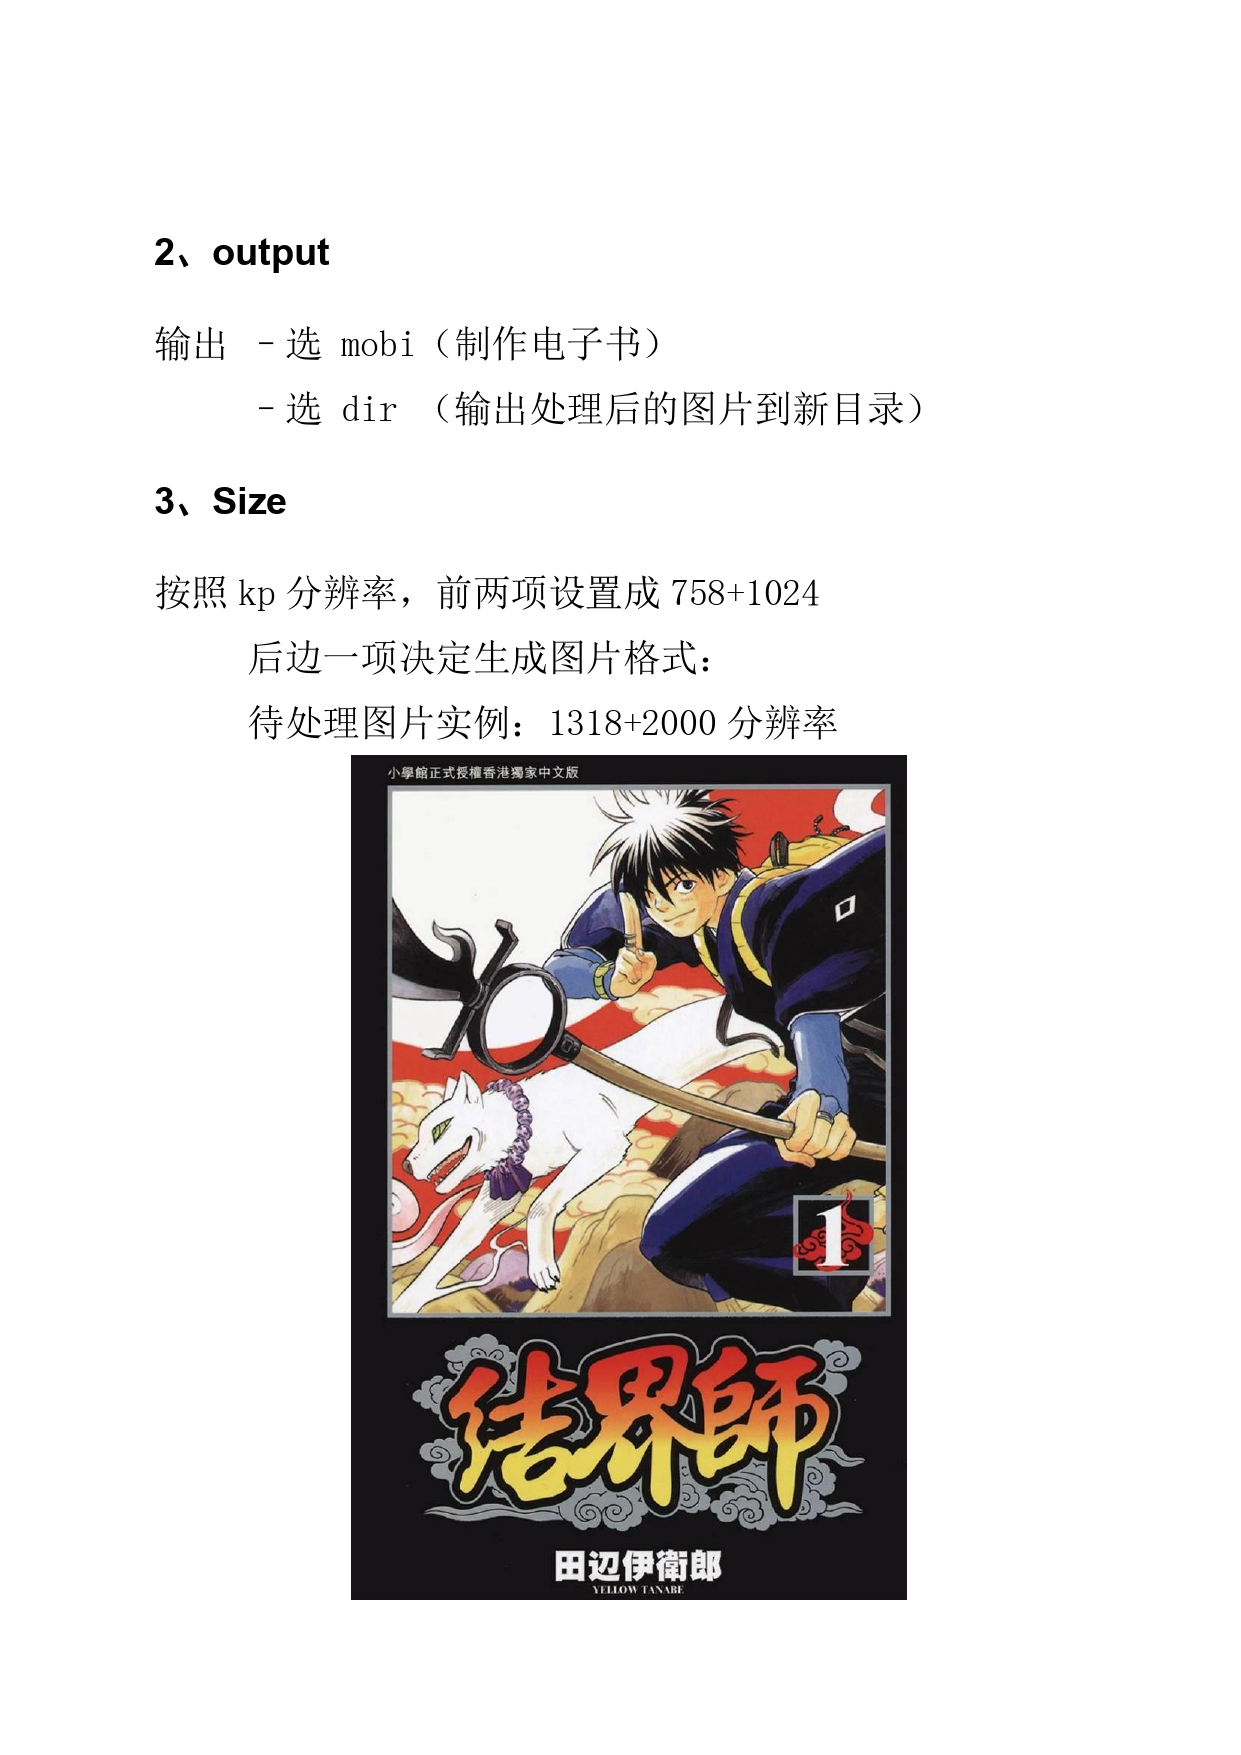 2、output
输出 －选 mobi（制作电子书）
－选 dir （输出处理后的图片到新目录）
3、Size
按照 kp 分辨率，前两项设置成 758+1024
后边一项决定生成图片格式：
待处理图片实例：1318+2000 分辨率
小學館正式授權香港獨家中文版
1
结界師
田辺伊衛郎
YELLOW TANABE